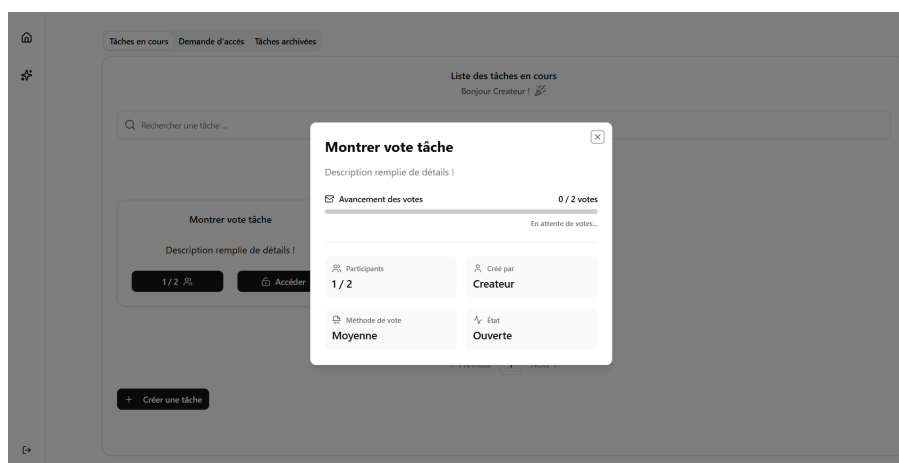 Tâches en cours Demande d'accès Tâches archivées
Liste des tâches en cours
Bonjour Createur !
Rechercher une tâche ...
Montrer vote tâche
Description remplie de détails !
1 / 2
Accéder
+ Créer une tâche
Montrer vote tâche
Description remplie de détails !
Avancement des votes 0 / 2 votes
En attente de votes...
Participants
1 / 2
Créé par
Createur
Méthode de vote
Moyenne
État
Ouverte
Previous 1 Next